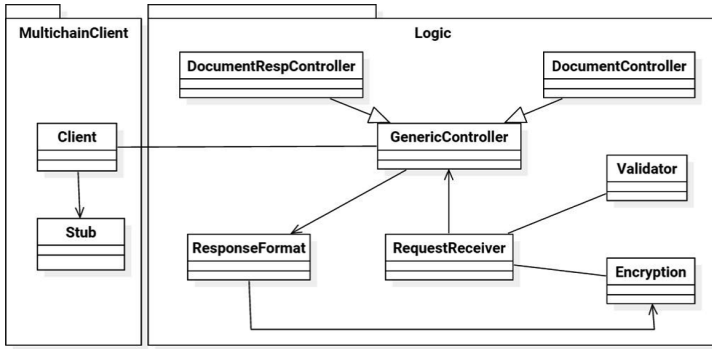 MultichainClient
Logic
DocumentRespController
DocumentController
Client
GenericController
Validator
Stub
ResponseFormat
RequestReceiver
Encryption